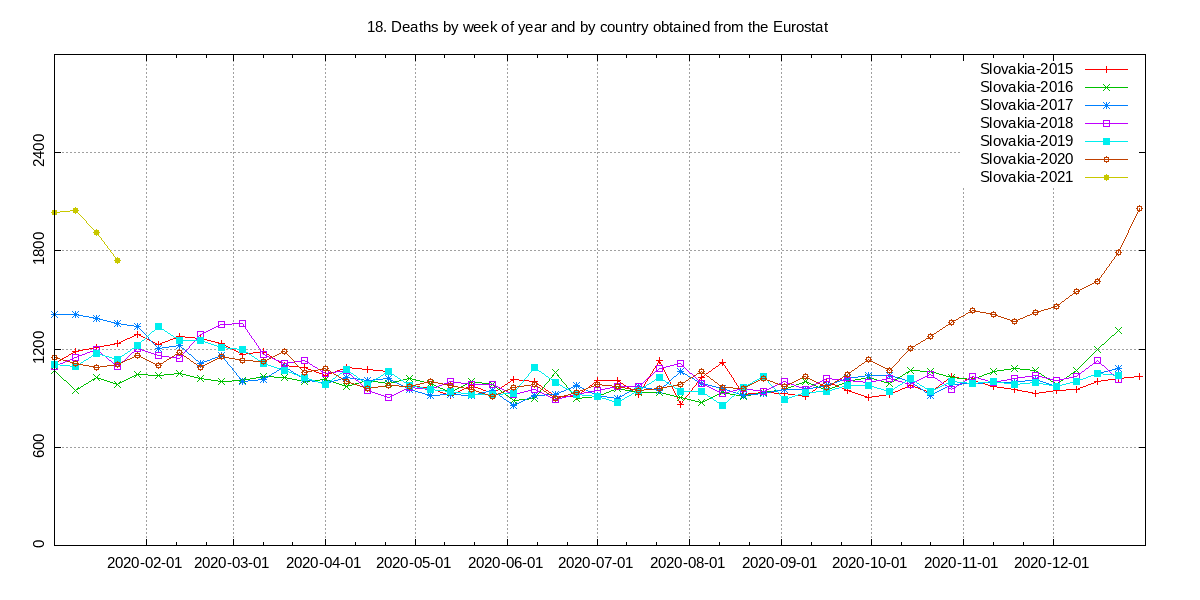 18. Deaths by week of year and by country obtained from the Eurostat
Slovakia-2015
Slovakia-2016
Slovakia-2017
Slovakia-2018
Slovakia-2019
Slovakia-2020
Slovakia-2021
2400
1800
1200
600
0
2020-02-01 2020-03-01 2020-04-01 2020-05-01 2020-06-01 2020-07-01 2020-08-01 2020-09-01 2020-10-01 2020-11-01 2020-12-01